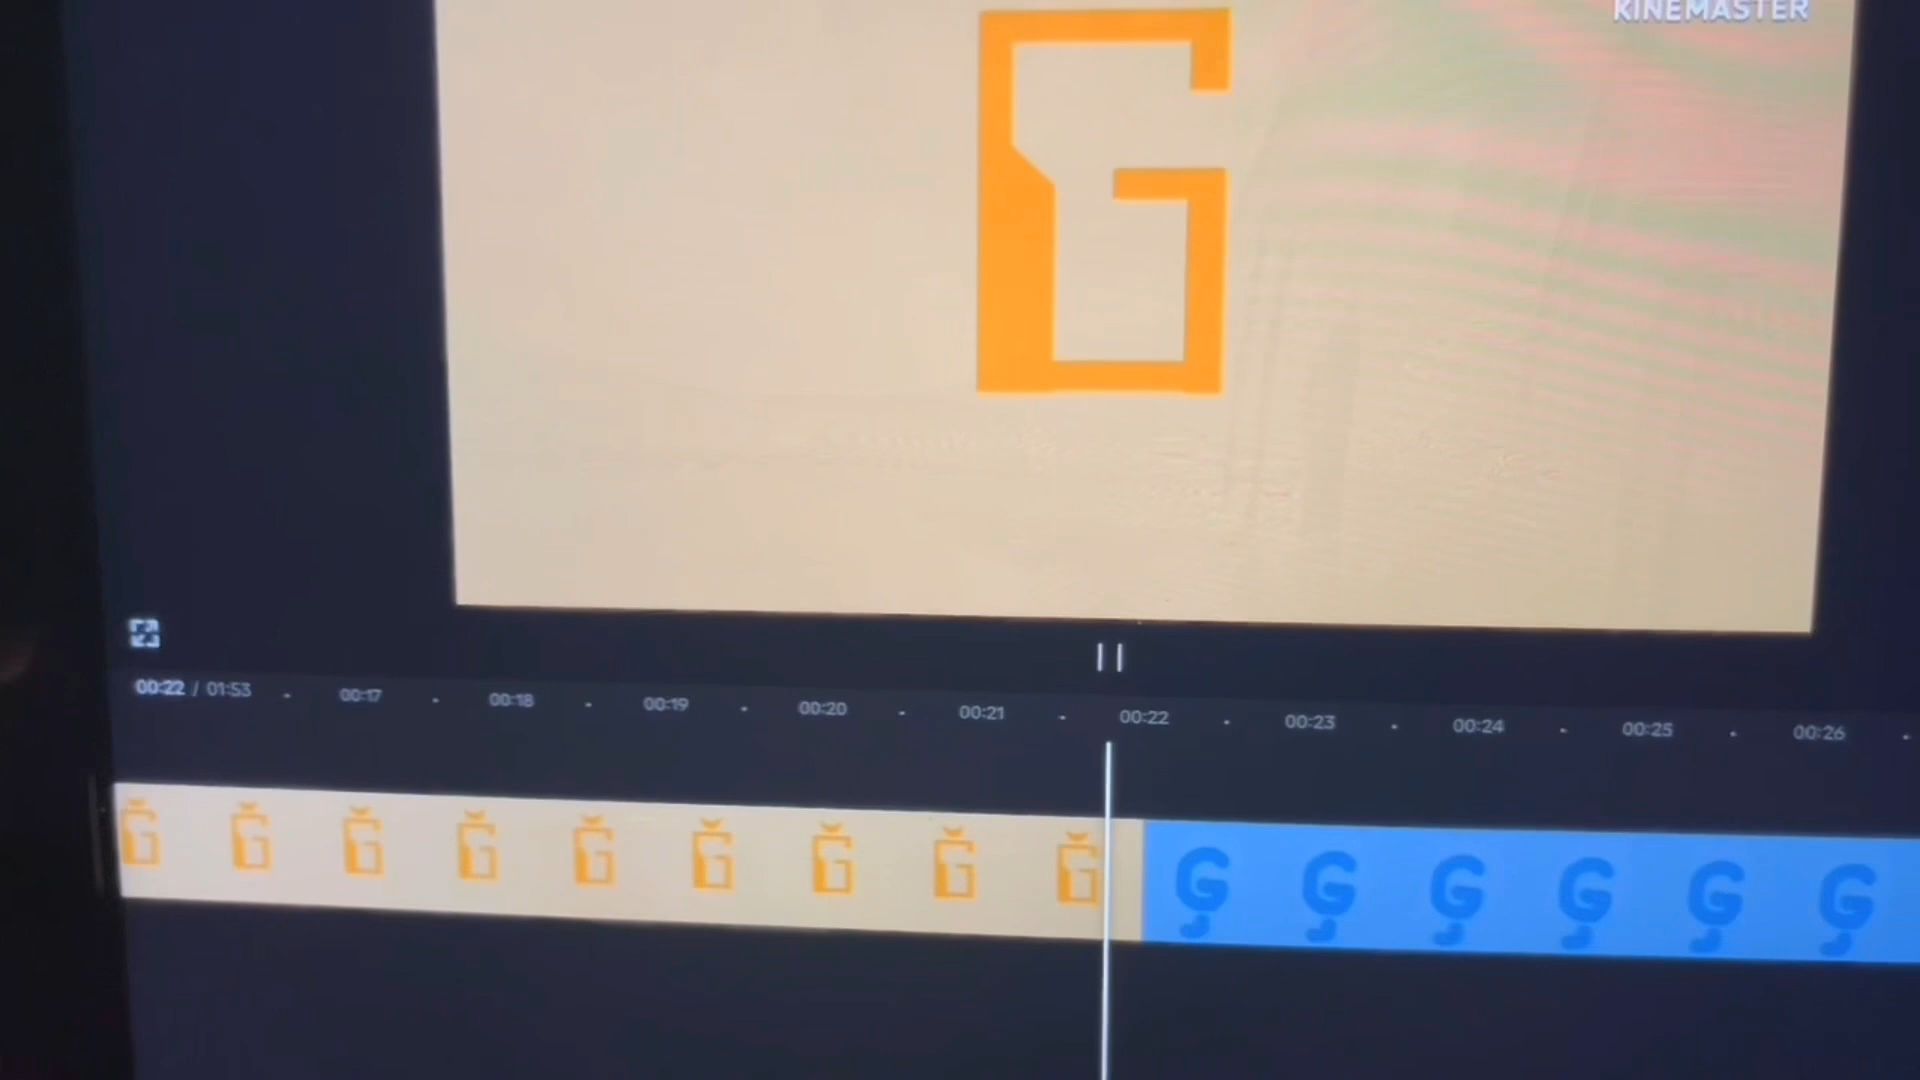 KINEMASTER
G
00:22 / 01:53 00:17 00:18 00:19 00:20 00:21 00:22 00:23 00:24 00:25 00:26
Ǧ Ǧ Ǧ Ǧ Ǧ Ǧ Ǧ Ǧ Ǧ Ģ Ģ Ģ Ģ Ģ Ģ